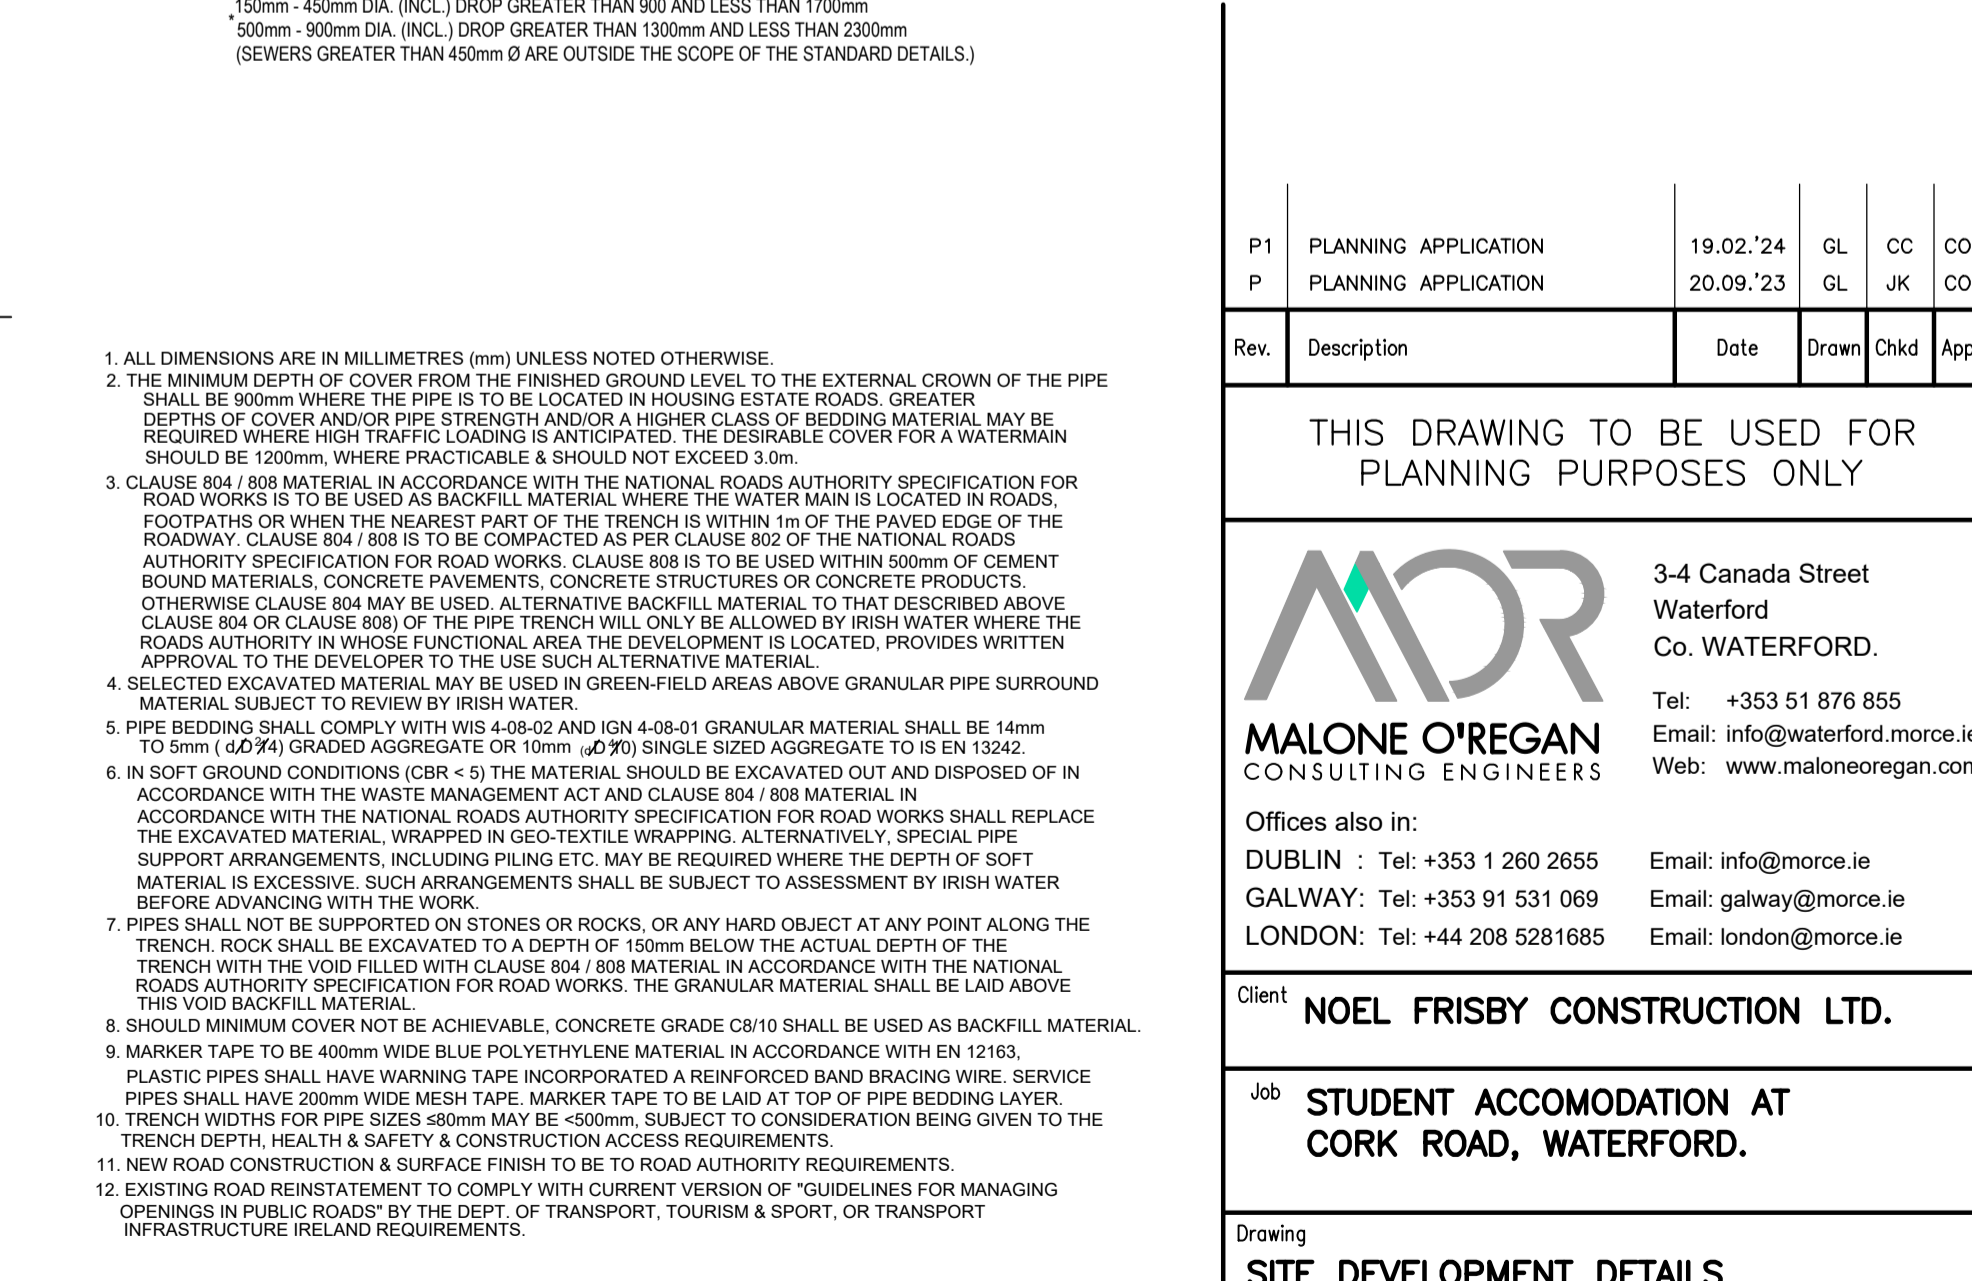 150mm - 450mm DIA. (INCL.) DROP GREATER THAN 900 AND LESS THAN 1700mm
* 500mm - 900mm DIA. (INCL.) DROP GREATER THAN 1300mm AND LESS THAN 2300mm
(SEWERS GREATER THAN 450mm Ø ARE OUTSIDE THE SCOPE OF THE STANDARD DETAILS.)
1. ALL DIMENSIONS ARE IN MILLIMETRES (mm) UNLESS NOTED OTHERWISE.
2. THE MINIMUM DEPTH OF COVER FROM THE FINISHED GROUND LEVEL TO THE EXTERNAL CROWN OF THE PIPE
SHALL BE 900mm WHERE THE PIPE IS TO BE LOCATED IN HOUSING ESTATE ROADS. GREATER
DEPTHS OF COVER AND/OR PIPE STRENGTH AND/OR A HIGHER CLASS OF BEDDING MATERIAL MAY BE
REQUIRED WHERE HIGH TRAFFIC LOADING IS ANTICIPATED. THE DESIRABLE COVER FOR A WATERMAIN
SHOULD BE 1200mm, WHERE PRACTICABLE & SHOULD NOT EXCEED 3.0m.
3. CLAUSE 804 / 808 MATERIAL IN ACCORDANCE WITH THE NATIONAL ROADS AUTHORITY SPECIFICATION FOR
ROAD WORKS IS TO BE USED AS BACKFILL MATERIAL WHERE THE WATER MAIN IS LOCATED IN ROADS,
FOOTPATHS OR WHEN THE NEAREST PART OF THE TRENCH IS WITHIN 1m OF THE PAVED EDGE OF THE
ROADWAY. CLAUSE 804 / 808 IS TO BE COMPACTED AS PER CLAUSE 802 OF THE NATIONAL ROADS
AUTHORITY SPECIFICATION FOR ROAD WORKS. CLAUSE 808 IS TO BE USED WITHIN 500mm OF CEMENT
BOUND MATERIALS, CONCRETE PAVEMENTS, CONCRETE STRUCTURES OR CONCRETE PRODUCTS.
OTHERWISE CLAUSE 804 MAY BE USED. ALTERNATIVE BACKFILL MATERIAL TO THAT DESCRIBED ABOVE
CLAUSE 804 OR CLAUSE 808) OF THE PIPE TRENCH WILL ONLY BE ALLOWED BY IRISH WATER WHERE THE
ROADS AUTHORITY IN WHOSE FUNCTIONAL AREA THE DEVELOPMENT IS LOCATED, PROVIDES WRITTEN
APPROVAL TO THE DEVELOPER TO THE USE SUCH ALTERNATIVE MATERIAL.
4. SELECTED EXCAVATED MATERIAL MAY BE USED IN GREEN-FIELD AREAS ABOVE GRANULAR PIPE SURROUND
MATERIAL SUBJECT TO REVIEW BY IRISH WATER.
5. PIPE BEDDING SHALL COMPLY WITH WIS 4-08-02 AND IGN 4-08-01 GRANULAR MATERIAL SHALL BE 14mm
TO 5mm ( ) GRADED AGGREGATE OR 10mm ( ) SINGLE SIZED AGGREGATE TO IS EN 13242.
6. IN SOFT GROUND CONDITIONS (CBR < 5) THE MATERIAL SHOULD BE EXCAVATED OUT AND DISPOSED OF IN
ACCORDANCE WITH THE WASTE MANAGEMENT ACT AND CLAUSE 804 / 808 MATERIAL IN
ACCORDANCE WITH THE NATIONAL ROADS AUTHORITY SPECIFICATION FOR ROAD WORKS SHALL REPLACE
THE EXCAVATED MATERIAL, WRAPPED IN GEO-TEXTILE WRAPPING. ALTERNATIVELY, SPECIAL PIPE
SUPPORT ARRANGEMENTS, INCLUDING PILING ETC. MAY BE REQUIRED WHERE THE DEPTH OF SOFT
MATERIAL IS EXCESSIVE. SUCH ARRANGEMENTS SHALL BE SUBJECT TO ASSESSMENT BY IRISH WATER
BEFORE ADVANCING WITH THE WORK.
7. PIPES SHALL NOT BE SUPPORTED ON STONES OR ROCKS, OR ANY HARD OBJECT AT ANY POINT ALONG THE
TRENCH. ROCK SHALL BE EXCAVATED TO A DEPTH OF 150mm BELOW THE ACTUAL DEPTH OF THE
TRENCH WITH THE VOID FILLED WITH CLAUSE 804 / 808 MATERIAL IN ACCORDANCE WITH THE NATIONAL
ROADS AUTHORITY SPECIFICATION FOR ROAD WORKS. THE GRANULAR MATERIAL SHALL BE LAID ABOVE
THIS VOID BACKFILL MATERIAL.
8. SHOULD MINIMUM COVER NOT BE ACHIEVABLE, CONCRETE GRADE C8/10 SHALL BE USED AS BACKFILL MATERIAL.
9. MARKER TAPE TO BE 400mm WIDE BLUE POLYETHYLENE MATERIAL IN ACCORDANCE WITH EN 12163,
PLASTIC PIPES SHALL HAVE WARNING TAPE INCORPORATED A REINFORCED BAND BRACING WIRE. SERVICE
PIPES SHALL HAVE 200mm WIDE MESH TAPE. MARKER TAPE TO BE LAID AT TOP OF PIPE BEDDING LAYER.
10. TRENCH WIDTHS FOR PIPE SIZES ≤80mm MAY BE <500mm, SUBJECT TO CONSIDERATION BEING GIVEN TO THE
TRENCH DEPTH, HEALTH & SAFETY & CONSTRUCTION ACCESS REQUIREMENTS.
11. NEW ROAD CONSTRUCTION & SURFACE FINISH TO BE TO ROAD AUTHORITY REQUIREMENTS.
12. EXISTING ROAD REINSTATEMENT TO COMPLY WITH CURRENT VERSION OF "GUIDELINES FOR MANAGING
OPENINGS IN PUBLIC ROADS" BY THE DEPT. OF TRANSPORT, TOURISM & SPORT, OR TRANSPORT
INFRASTRUCTURE IRELAND REQUIREMENTS.
P1 PLANNING APPLICATION 19.02.'24 GL CC CO
P PLANNING APPLICATION 20.09.'23 GL JK CO
Rev. Description Date Drawn Chkd App
THIS DRAWING TO BE USED FOR
PLANNING PURPOSES ONLY
MOR
MALONE O'REGAN
CONSULTING ENGINEERS
3-4 Canada Street
Waterford
Co. WATERFORD.
Tel: +353 51 876 855
Email: info@waterford.morce.ie
Web: www.maloneoregan.com
Offices also in:
DUBLIN : Tel: +353 1 260 2655 Email: info@morce.ie
GALWAY: Tel: +353 91 531 069 Email: galway@morce.ie
LONDON: Tel: +44 208 5281685 Email: london@morce.ie
Client NOEL FRISBY CONSTRUCTION LTD.
Job STUDENT ACCOMODATION AT
CORK ROAD, WATERFORD.
Drawing
SITE DEVELOPMENT DETAILS